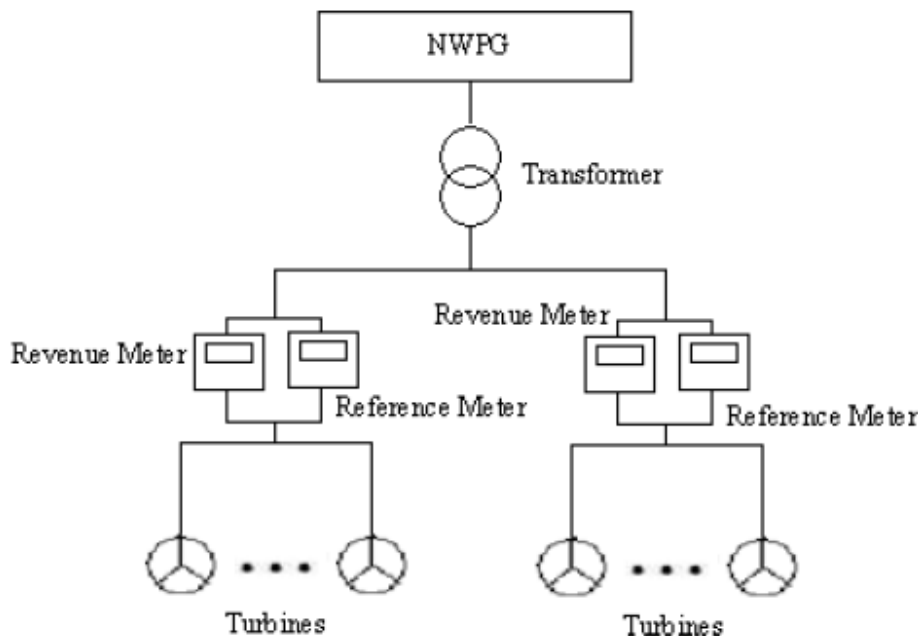 NWPG
Transformer
Revenue Meter
Revenue Meter
Reference Meter
Reference Meter
Turbines
Turbines